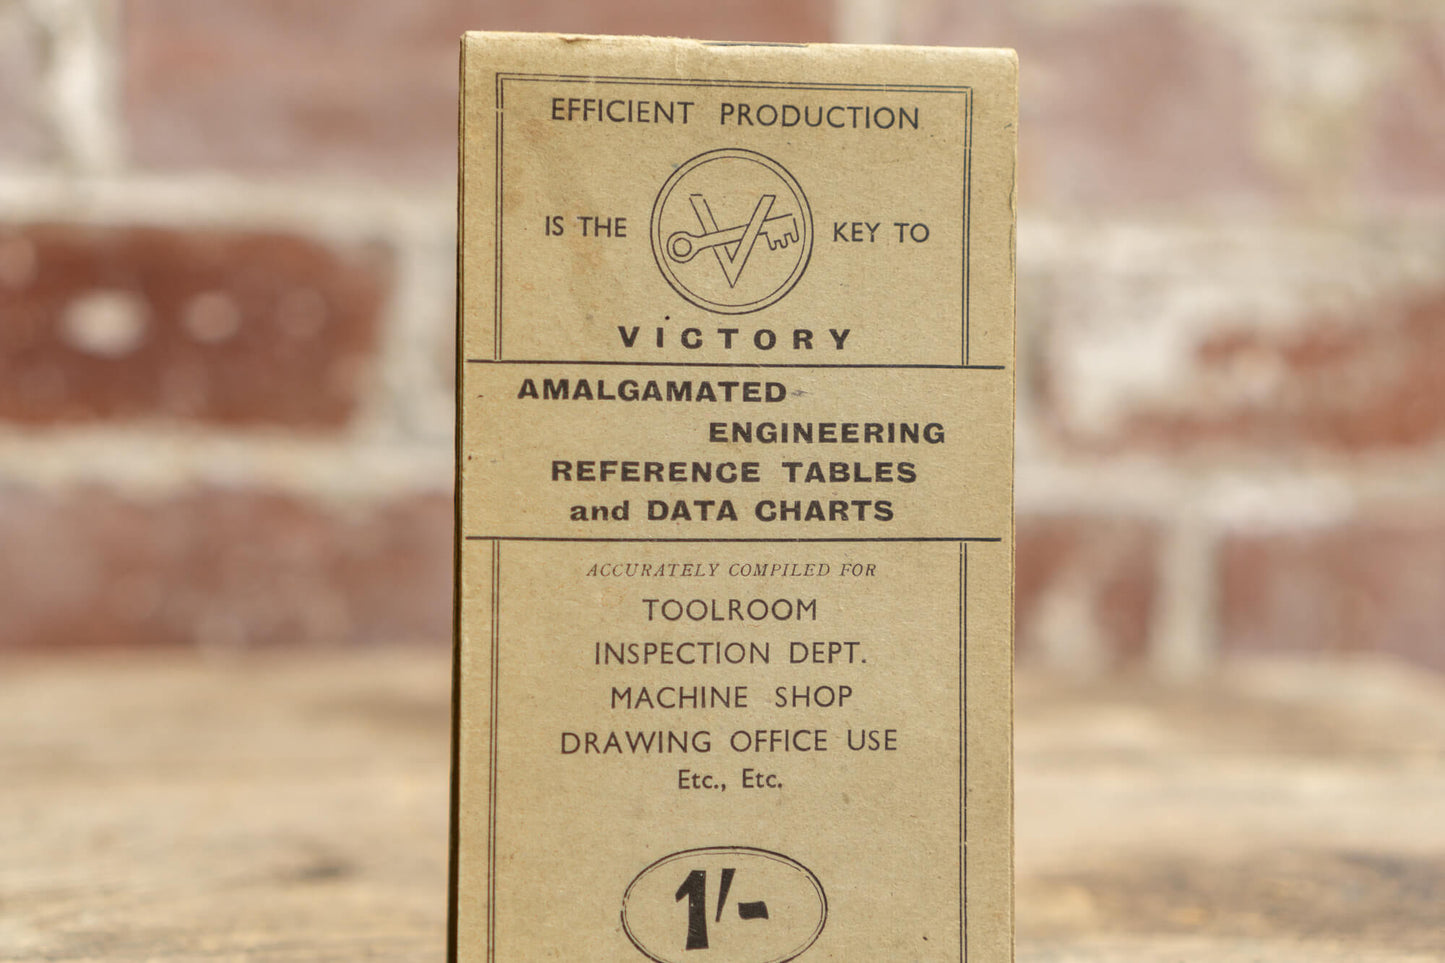 EFFICIENT PRODUCTION
IS THE V KEY TO
VICTORY
AMALGAMATED
ENGINEERING
REFERENCE TABLES
and DATA CHARTS
ACCURATELY COMPILED FOR
TOOLROOM
INSPECTION DEPT.
MACHINE SHOP
DRAWING OFFICE USE
Etc., Etc.
1/-